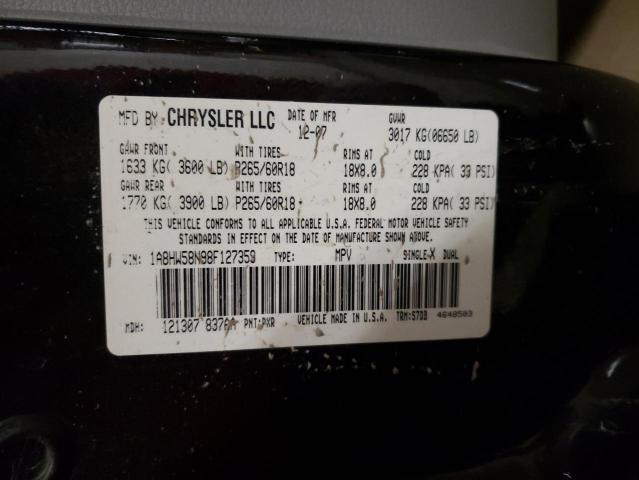 MFD BY CHRYSLER LLC DATE OF MFR 12-07 GVWR 3017 KG(06650 LB)
GAWR FRONT WITH TIRES RIMS AT COLD
1633 KG( 3600 LB) P265/60R18 18X8.0 228 KPA( 33 PSI)
GAWR REAR WITH TIRES RIMS AT COLD
1770 KG( 3900 LB) P265/60R18 18X8.0 228 KPA( 33 PSI)
THIS VEHICLE CONFORMS TO ALL APPLICABLE U.S.A. FEDERAL MOTOR VEHICLE SAFETY
STANDARDS IN EFFECT ON THE DATE OF MANUFACTURE SHOWN ABOVE.
VIN: 1A8HW58N98F127359 TYPE: MPV SINGLE X DUAL
MDH: 121307 PNT:PXR VEHICLE MADE IN U.S.A. TRM:S7DB 4648503